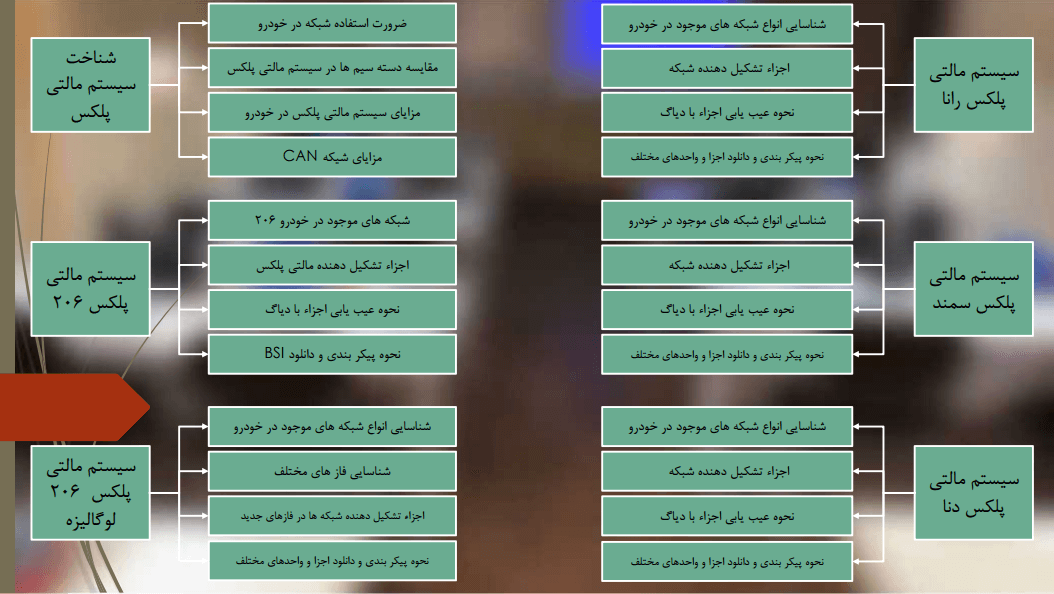 شناخت
سیستم مالتی
پلکس
ضرورت استفاده شبکه در خودرو
مقایسه دسته سیم ها در سیستم مالتی پلکس
مزایای سیستم مالتی پلکس در خودرو
مزایای شبکه CAN
سیستم مالتی
پلکس رانا
شناسایی انواع شبکه های موجود در خودرو
اجزاء تشکیل دهنده شبکه
نحوه عیب یابی اجزاء با دیاگ
نحوه پیکر بندی و دانلود اجزا و واحدهای مختلف
سیستم مالتی
پلکس ۲۰۶
شبکه های موجود در خودرو ۲۰۶
اجزاء تشکیل دهنده مالتی پلکس
نحوه عیب یابی اجزاء با دیاگ
نحوه پیکر بندی و دانلود BSI
سیستم مالتی
پلکس سمند
شناسایی انواع شبکه های موجود در خودرو
اجزاء تشکیل دهنده شبکه
نحوه عیب یابی اجزاء با دیاگ
نحوه پیکر بندی و دانلود اجزا و واحدهای مختلف
سیستم مالتی
پلکس ۲۰۶
لوگالیزه
شناسایی انواع شبکه های موجود در خودرو
شناسایی فاز های مختلف
اجزاء تشکیل دهنده شبکه ها در فازهای جدید
نحوه پیکر بندی و دانلود اجزا و واحدهای مختلف
سیستم مالتی
پلکس دنا
شناسایی انواع شبکه های موجود در خودرو
اجزاء تشکیل دهنده شبکه
نحوه عیب یابی اجزاء با دیاگ
نحوه پیکر بندی و دانلود اجزا و واحدهای مختلف